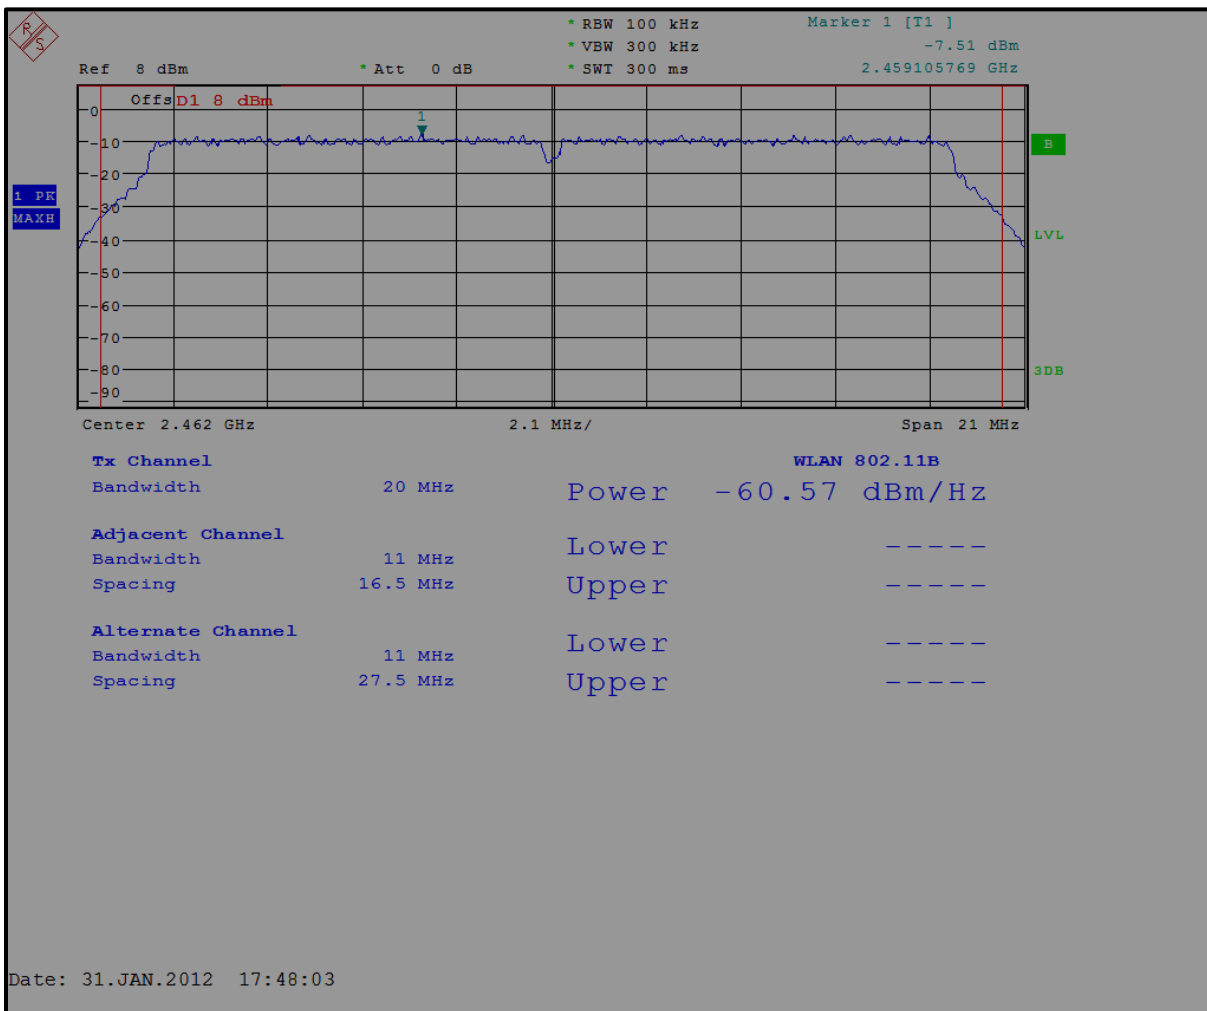 R
S
* RBW 100 kHz
Marker 1 [T1 ]
* VBW 300 kHz
-7.51 dBm
Ref 8 dBm
* Att 0 dB
* SWT 300 ms
2.459105769 GHz
Offs D1 8 dBm
0
1
-10
B
-20
1 PK
-30
MAXH
-40
LVL
-50
-60
-70
-80
3DB
-90
Center 2.462 GHz
2.1 MHz/
Span 21 MHz
Tx Channel
WLAN 802.11B
Bandwidth 20 MHz
Power -60.57 dBm/Hz
Adjacent Channel
Lower -----
Bandwidth 11 MHz
Spacing 16.5 MHz
Upper -----
Alternate Channel
Lower -----
Bandwidth 11 MHz
Spacing 27.5 MHz
Upper -----
Date: 31.JAN.2012 17:48:03